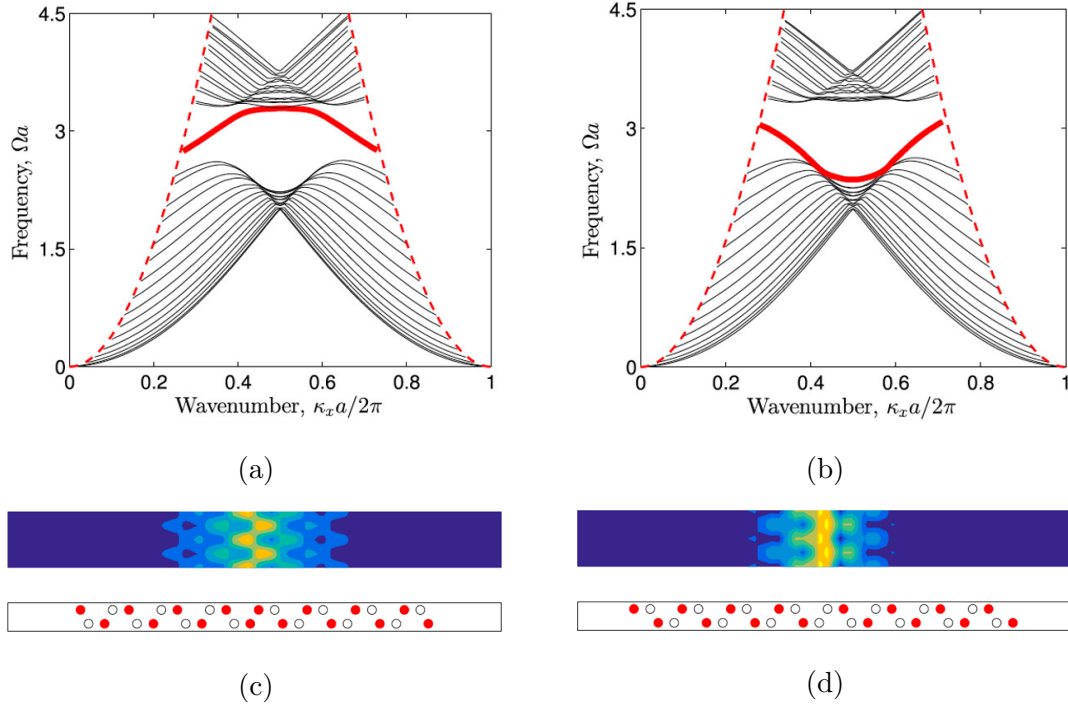 4.5
3
1.5
0
Frequency, Ωa
0 0.2 0.4 0.6 0.8 1
Wavenumber, κₓa/2π
(a)
4.5
3
1.5
0
Frequency, Ωa
0 0.2 0.4 0.6 0.8 1
Wavenumber, κₓa/2π
(b)
(c)
(d)